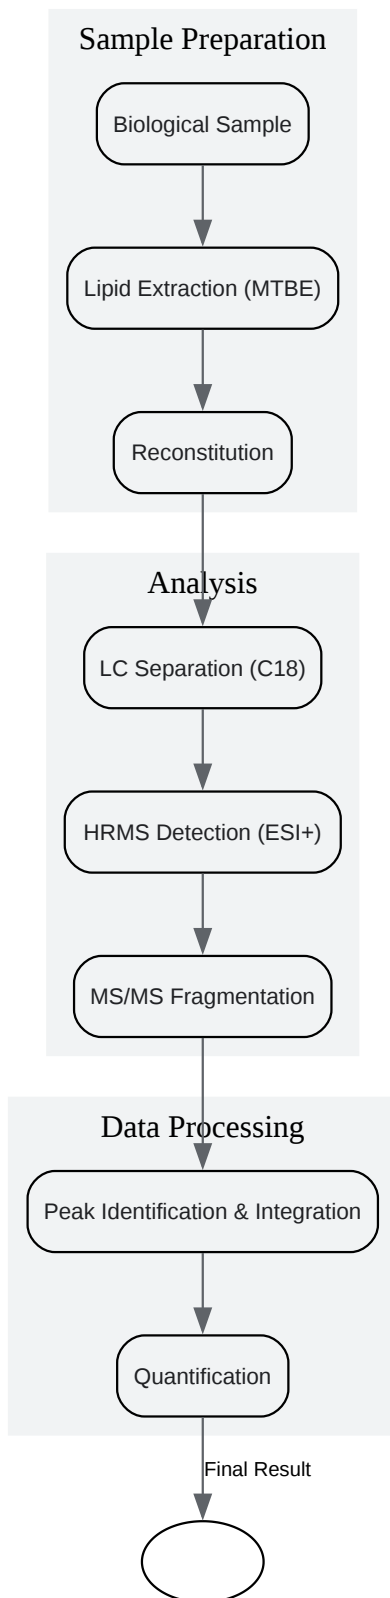 Sample Preparation
Biological Sample
Lipid Extraction (MTBE)
Reconstitution
Analysis
LC Separation (C18)
HRMS Detection (ESI+)
MS/MS Fragmentation
Data Processing
Peak Identification & Integration
Quantification
Final Result